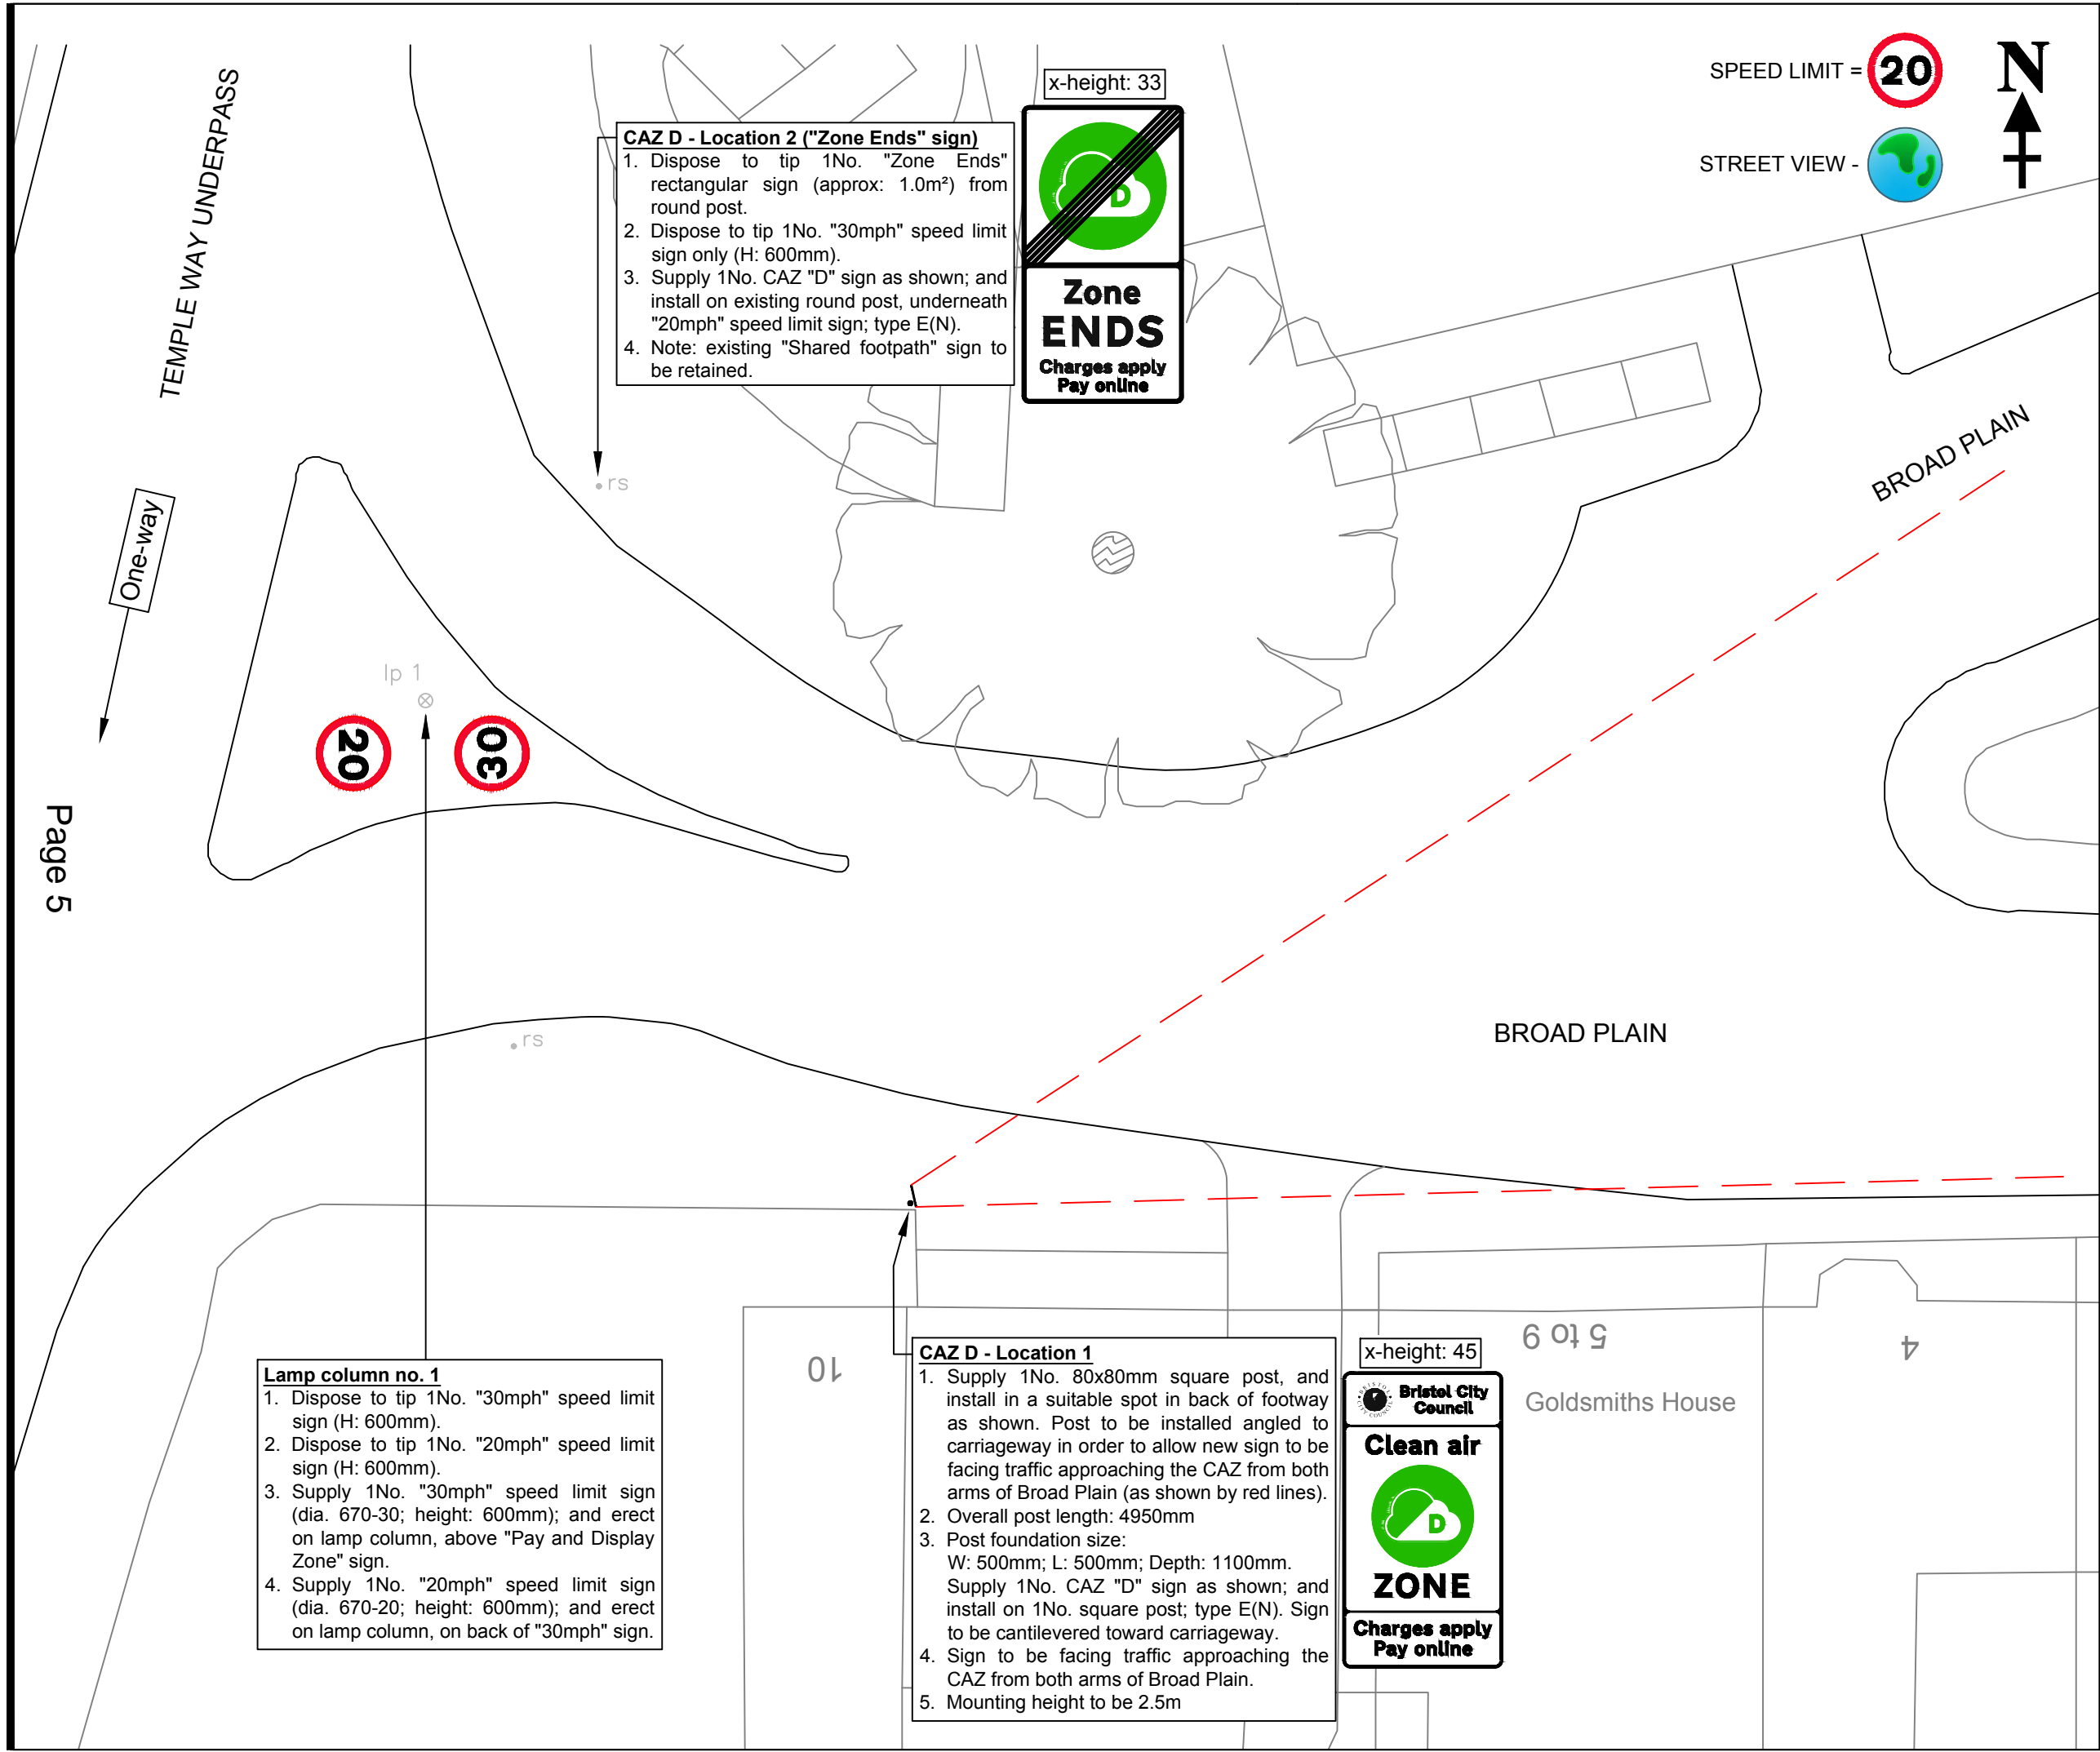 SPEED LIMIT = 20
N
STREET VIEW -
TEMPLE WAY UNDERPASS
x-height: 33
CAZ D - Location 2 ("Zone Ends" sign)
1. Dispose to tip 1No. "Zone Ends"
rectangular sign (approx: 1.0m²) from
round post.
2. Dispose to tip 1No. "30mph" speed limit
sign only (H: 600mm).
3. Supply 1No. CAZ "D" sign as shown; and
install on existing round post, underneath
"20mph" speed limit sign; type E(N).
4. Note: existing "Shared footpath" sign to
be retained.
D
Zone
ENDS
Charges apply
Pay online
rs
BROAD PLAIN
One-way
lp 1
20
30
Page 5
rs
BROAD PLAIN
Lamp column no. 1
1. Dispose to tip 1No. "30mph" speed limit
sign (H: 600mm).
2. Dispose to tip 1No. "20mph" speed limit
sign (H: 600mm).
3. Supply 1No. "30mph" speed limit sign
(dia. 670-30; height: 600mm); and erect
on lamp column, above "Pay and Display
Zone" sign.
4. Supply 1No. "20mph" speed limit sign
(dia. 670-20; height: 600mm); and erect
on lamp column, on back of "30mph" sign.
10
CAZ D - Location 1
1. Supply 1No. 80x80mm square post, and
install in a suitable spot in back of footway
as shown. Post to be installed angled to
carriageway in order to allow new sign to be
facing traffic approaching the CAZ from both
arms of Broad Plain (as shown by red lines).
2. Overall post length: 4950mm
3. Post foundation size:
W: 500mm; L: 500mm; Depth: 1100mm.
Supply 1No. CAZ "D" sign as shown; and
install on 1No. square post; type E(N). Sign
to be cantilevered toward carriageway.
4. Sign to be facing traffic approaching the
CAZ from both arms of Broad Plain.
5. Mounting height to be 2.5m
x-height: 45
BRISTOL
CITY COUNCIL
Bristol City
Council
Clean air
D
ZONE
Charges apply
Pay online
5 to 9
Goldsmiths House
4